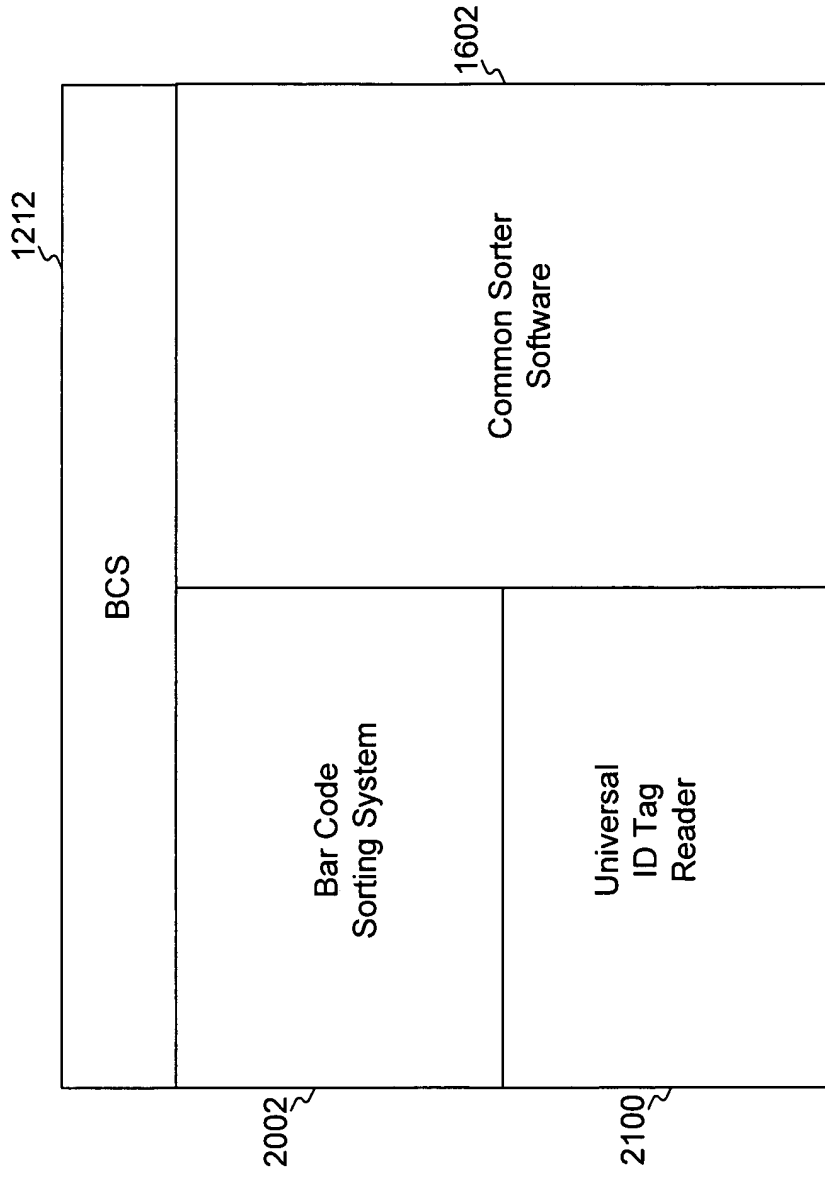 1212
BCS
2002
Bar Code
Sorting System
Common Sorter
Software
1602
2100
Universal
ID Tag
Reader